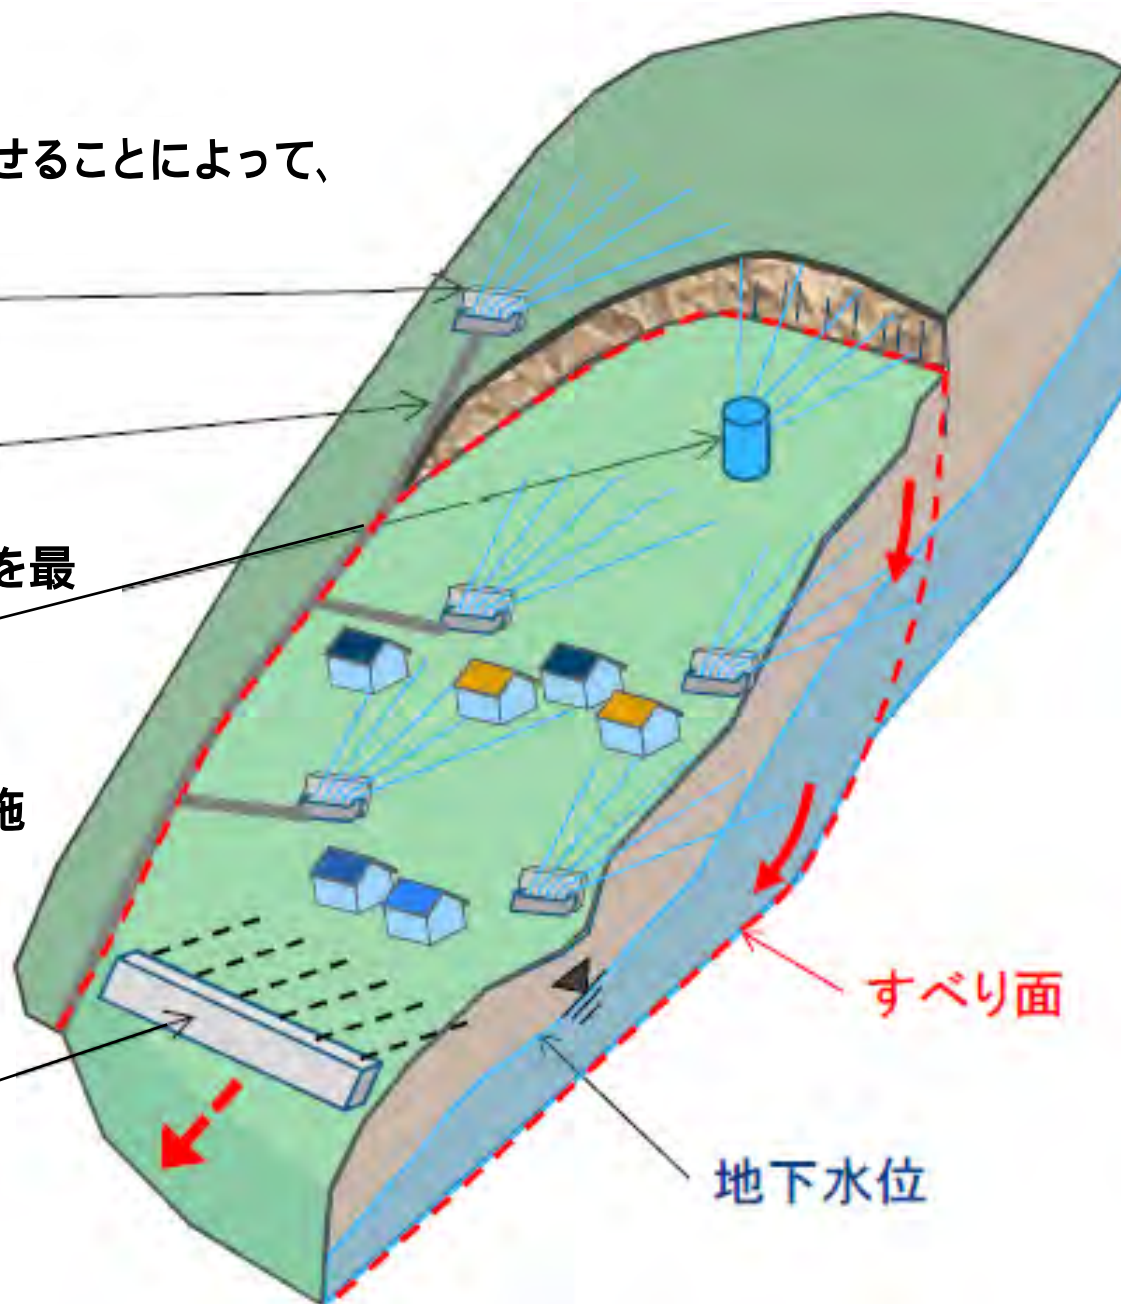 せることによって、
を最
施
すべり面
地下水位